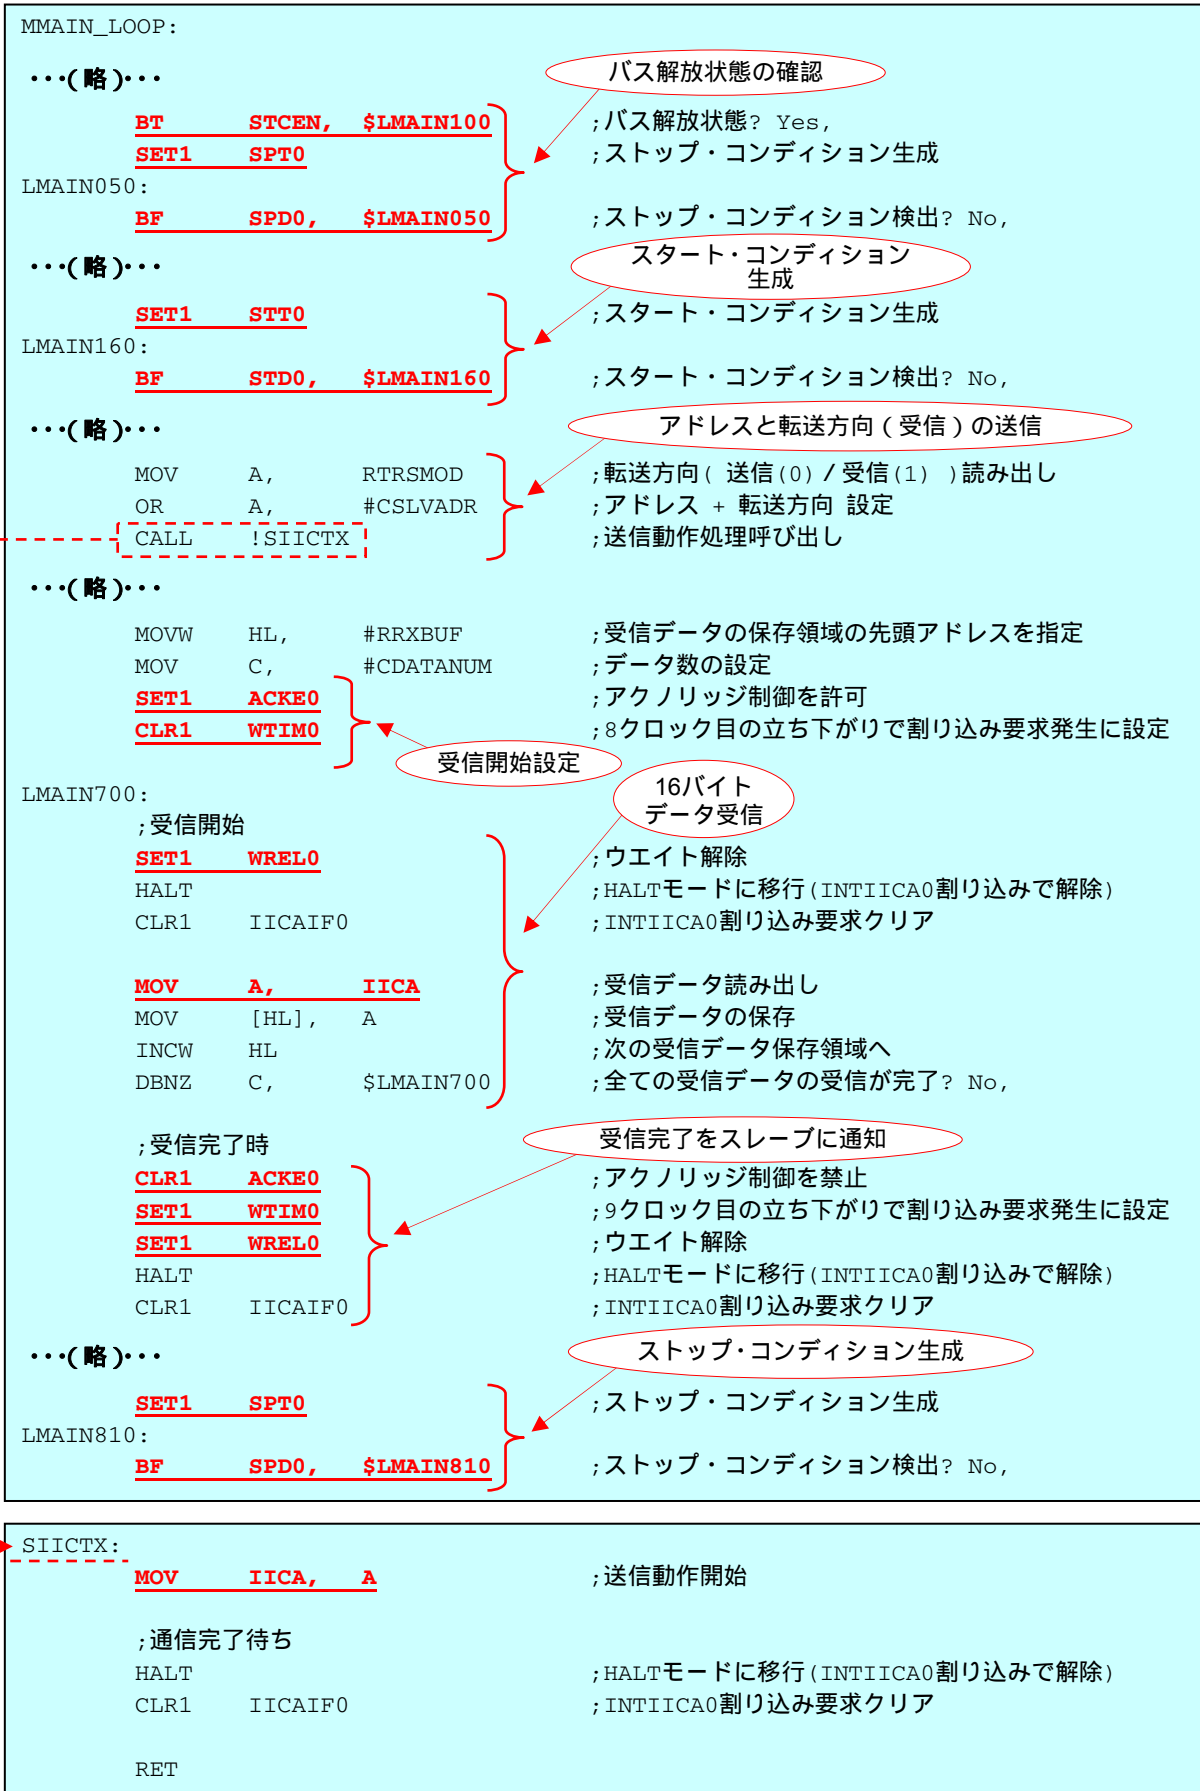 MMAIN_LOOP:
・・・(略)・・・
バス解放状態の確認
BT STCEN, $LMAIN100 ;バス解放状態? Yes,
SET1 SPT0 ;ストップ・コンディション生成
LMAIN050:
BF SPD0, $LMAIN050 ;ストップ・コンディション検出? No,
・・・(略)・・・
スタート・コンディション
生成
SET1 STT0 ;スタート・コンディション生成
LMAIN160:
BF STD0, $LMAIN160 ;スタート・コンディション検出? No,
・・・(略)・・・
アドレスと転送方向(受信)の送信
MOV A, RTRSMOD ;転送方向( 送信(0)/受信(1) )読み出し
OR A, #CSLVADR ;アドレス + 転送方向 設定
CALL !SIICTX ;送信動作処理呼び出し
・・・(略)・・・
MOVW HL, #RRXBUF ;受信データの保存領域の先頭アドレスを指定
MOV C, #CDATANUM ;データ数の設定
SET1 ACKE0 ;アクノリッジ制御を許可
CLR1 WTIM0 ;8クロック目の立ち下がりで割り込み要求発生に設定
受信開始設定
LMAIN700:
16バイト
データ受信
;受信開始
SET1 WREL0 ;ウエイト解除
HALT ;HALTモードに移行(INTIICA0割り込みで解除)
CLR1 IICAIF0 ;INTIICA0割り込み要求クリア
MOV A, IICA ;受信データ読み出し
MOV [HL], A ;受信データの保存
INCW HL ;次の受信データ保存領域へ
DBNZ C, $LMAIN700 ;全ての受信データの受信が完了? No,
;受信完了時
受信完了をスレーブに通知
CLR1 ACKE0 ;アクノリッジ制御を禁止
SET1 WTIM0 ;9クロック目の立ち下がりで割り込み要求発生に設定
SET1 WREL0 ;ウエイト解除
HALT ;HALTモードに移行(INTIICA0割り込みで解除)
CLR1 IICAIF0 ;INTIICA0割り込み要求クリア
・・・(略)・・・
ストップ・コンディション生成
SET1 SPT0 ;ストップ・コンディション生成
LMAIN810:
BF SPD0, $LMAIN810 ;ストップ・コンディション検出? No,
SIICTX:
MOV IICA, A ;送信動作開始
;通信完了待ち
HALT ;HALTモードに移行(INTIICA0割り込みで解除)
CLR1 IICAIF0 ;INTIICA0割り込み要求クリア
RET